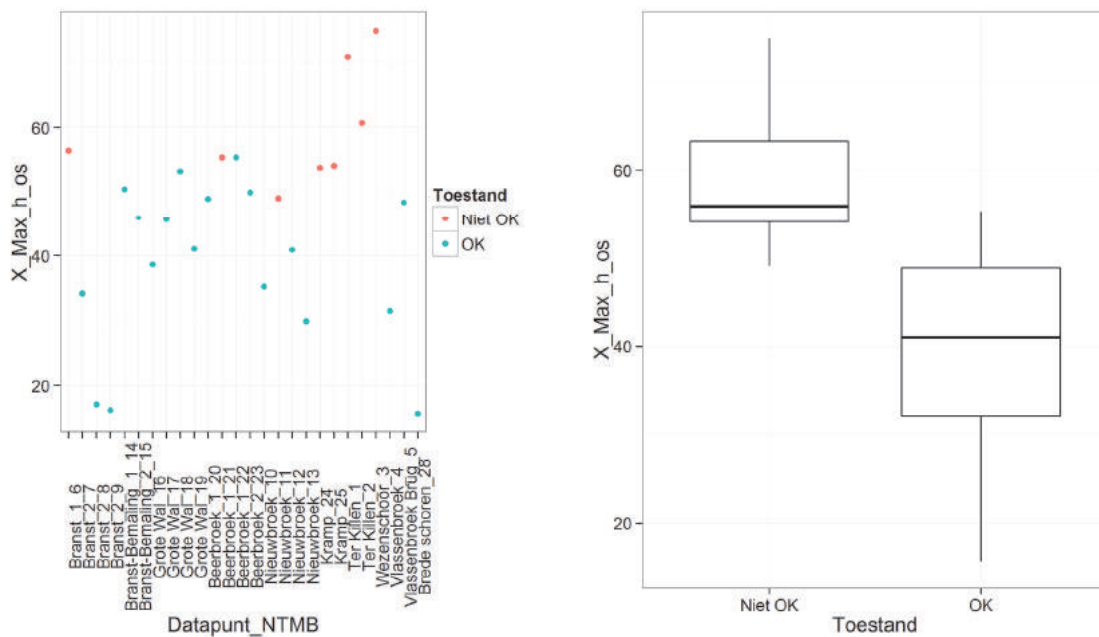 X_Max_h_os
60
40
20
Branst_1_6
Branst_2_7
Branst_2_8
Branst_2_9
Branst-Bemaling_1_14
Branst-Bemaling_2_15
Grote Wal_16
Grote Wal_17
Grote Wal_18
Grote Wal_19
Beerbroek_1_20
Beerbroek_1_21
Beerbroek_1_22
Beerbroek_2_23
Nieuwbroek_10
Nieuwbroek_11
Nieuwbroek_12
Nieuwbroek_13
Kramp_24
Kramp_25
Ter Killen_1
Ter Killen_2
Wezenschoor_3
Vlassenbroek_4
Vlassenbroek Brug_5
Brede schoren_28
Datapunt_NTMB
Toestand
Niet OK
OK
X_Max_h_os
60
40
20
Niet OK
OK
Toestand